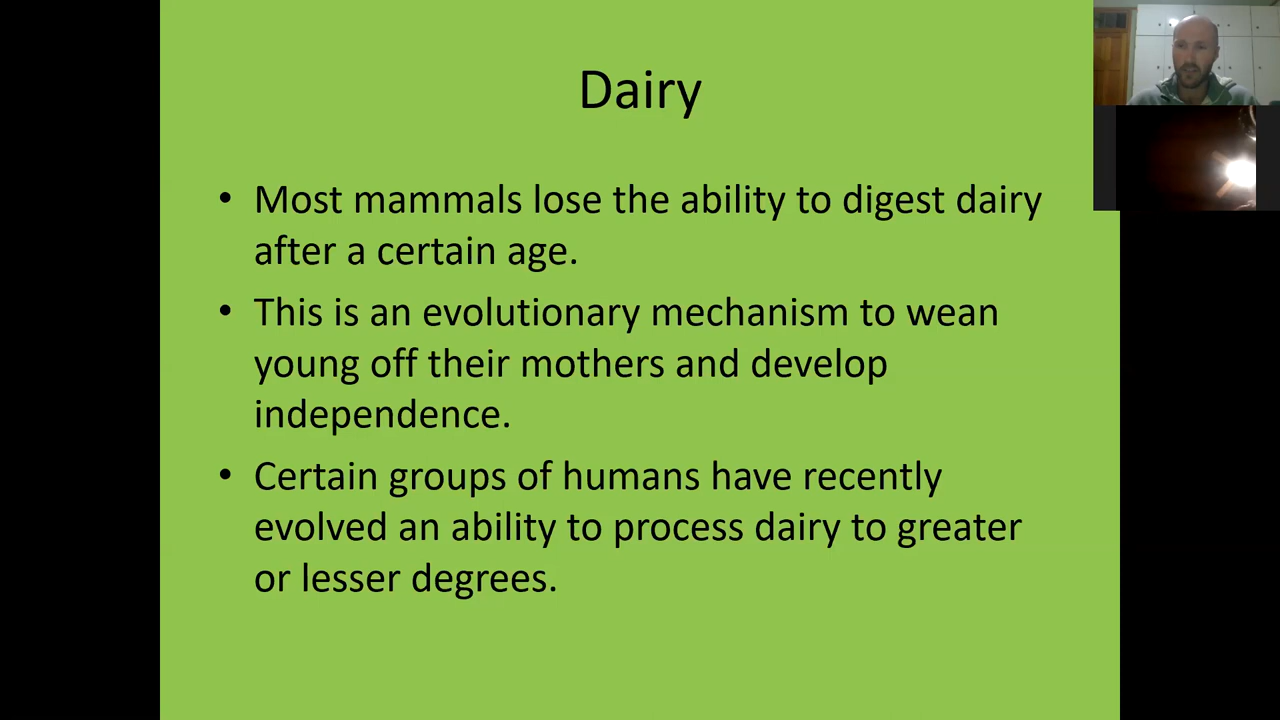 Dairy
• Most mammals lose the ability to digest dairy
after a certain age.
• This is an evolutionary mechanism to wean
young off their mothers and develop
independence.
• Certain groups of humans have recently
evolved an ability to process dairy to greater
or lesser degrees.